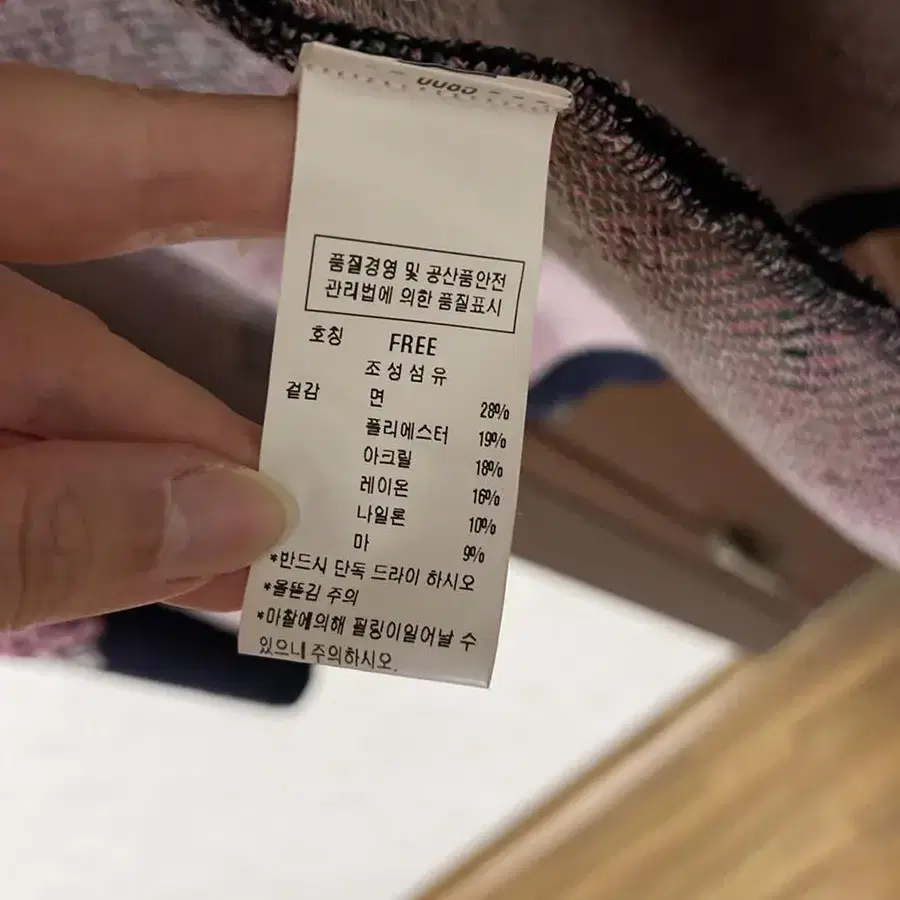 품질경영 및 공산품안전
관리법에 의한 품질표시
호칭 FREE
조성섬유
겉감 면 28%
폴리에스터 19%
아크릴 18%
레이온 16%
나일론 10%
마 9%
*반드시 단독 드라이 하시오
*올뜯김 주의
*마찰에의해 필링이일어날 수
있으니 주의하시오.